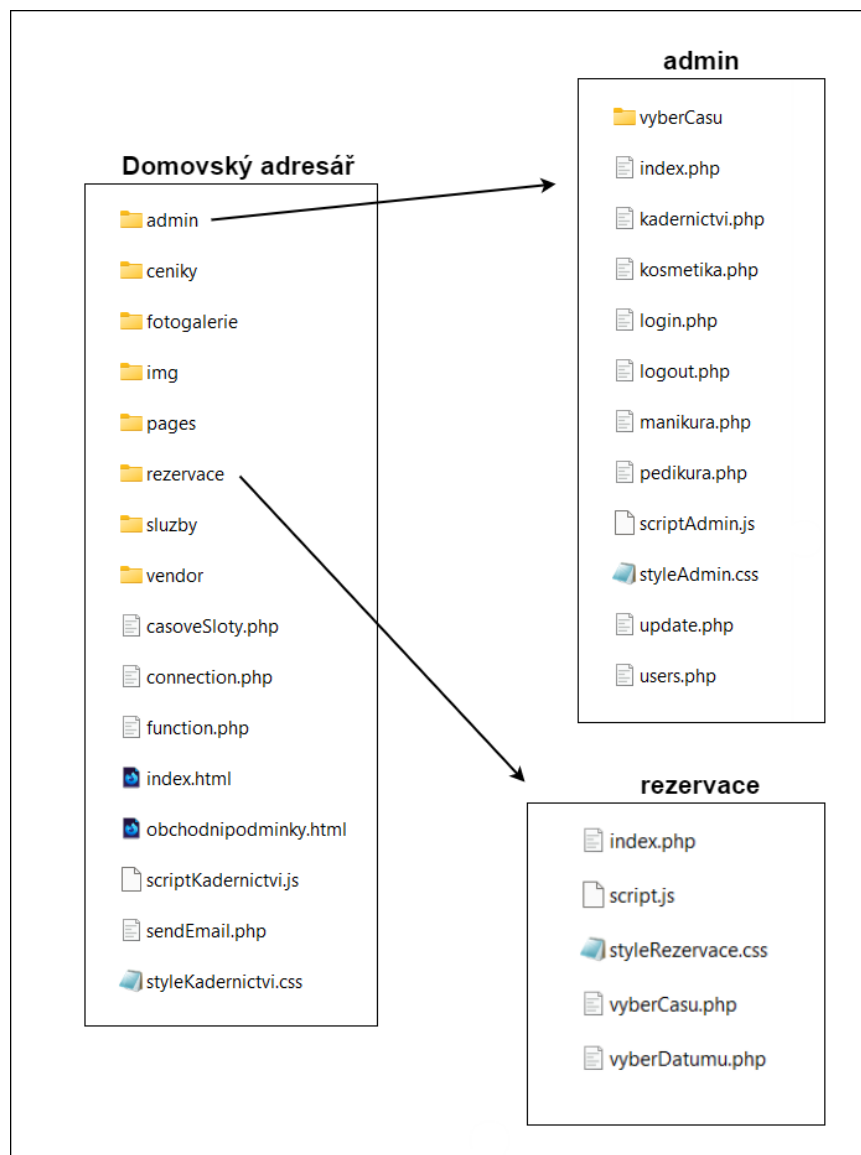 Domovský adresář
admin
ceniky
fotogalerie
img
pages
rezervace
sluzby
vendor
casoveSloty.php
connection.php
function.php
index.html
obchodnipodminky.html
scriptKadernictvi.js
sendEmail.php
styleKadernictvi.css
admin
vyberCasu
index.php
kadernictvi.php
kosmetika.php
login.php
logout.php
manikura.php
pedikura.php
scriptAdmin.js
styleAdmin.css
update.php
users.php
rezervace
index.php
script.js
styleRezervace.css
vyberCasu.php
vyberDatumu.php